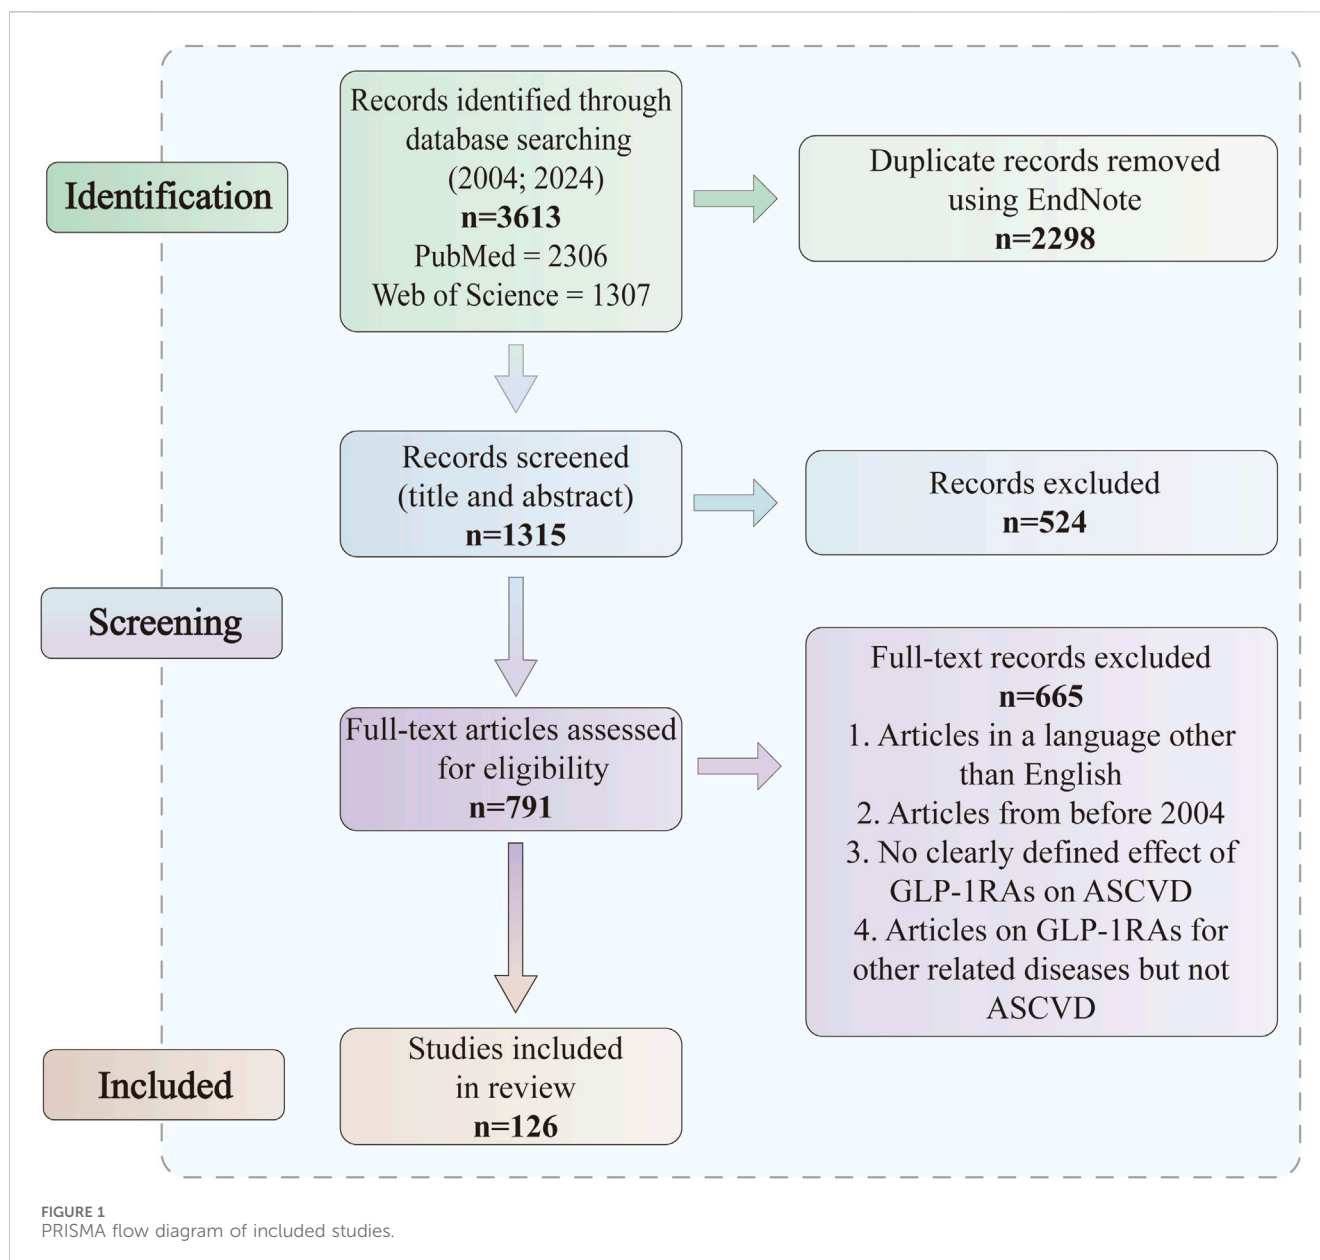 Identification
Records identified through
database searching
(2004; 2024)
n=3613
PubMed = 2306
Web of Science = 1307
Duplicate records removed
using EndNote
n=2298
Screening
Records screened
(title and abstract)
n=1315
Records excluded
n=524
Full-text articles assessed
for eligibility
n=791
Full-text records excluded
n=665
1. Articles in a language other
than English
2. Articles from before 2004
3. No clearly defined effect of
GLP-1RAs on ASCVD
4. Articles on GLP-1RAs for
other related diseases but not
ASCVD
Included
Studies included
in review
n=126
FIGURE 1
PRISMA flow diagram of included studies.